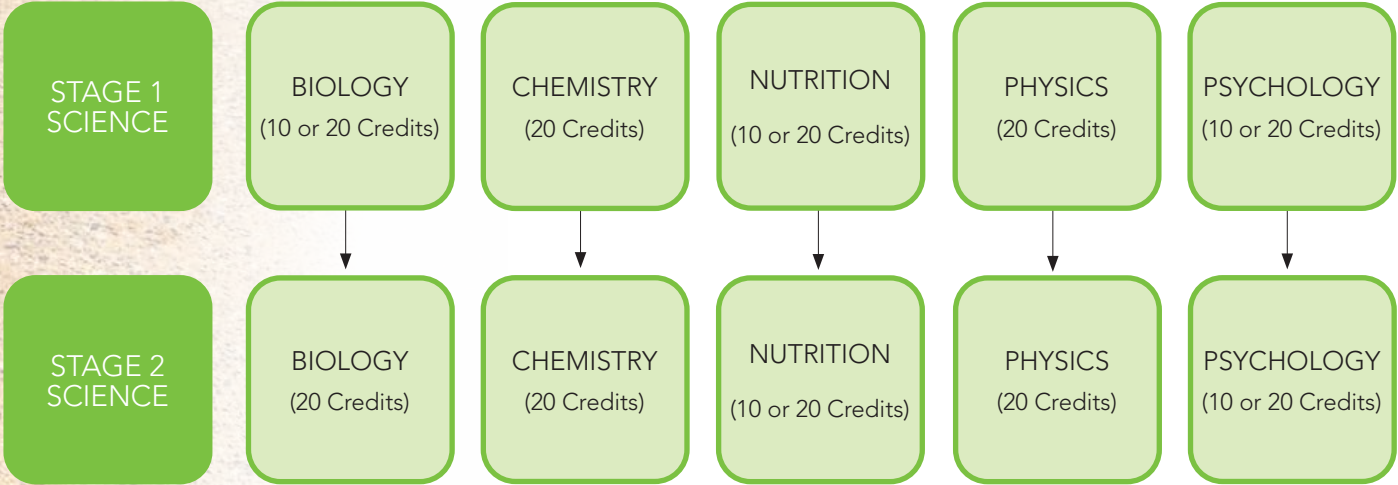 STAGE 1
SCIENCE
BIOLOGY
(10 or 20 Credits)
CHEMISTRY
(20 Credits)
NUTRITION
(10 or 20 Credits)
PHYSICS
(20 Credits)
PSYCHOLOGY
(10 or 20 Credits)
STAGE 2
SCIENCE
BIOLOGY
(20 Credits)
CHEMISTRY
(20 Credits)
NUTRITION
(10 or 20 Credits)
PHYSICS
(20 Credits)
PSYCHOLOGY
(10 or 20 Credits)